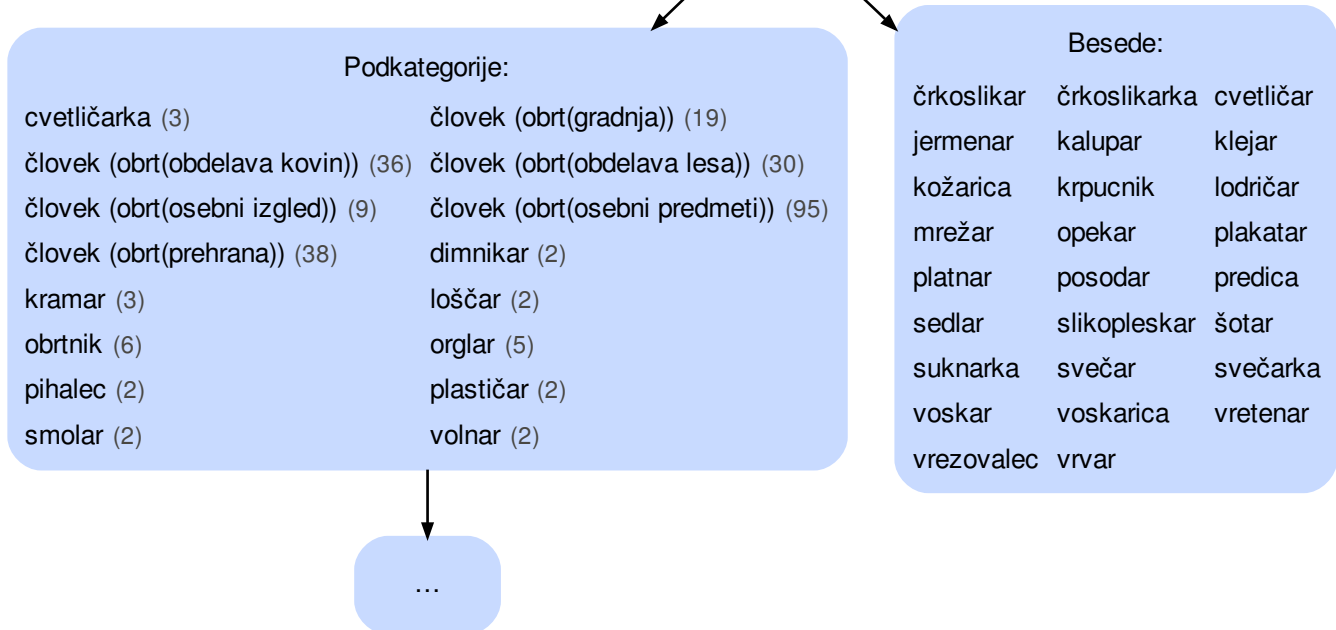 Podkategorije:
cvetličarka (3) človek (obrt(gradnja)) (19)
človek (obrt(obdelava kovin)) (36) človek (obrt(obdelava lesa)) (30)
človek (obrt(osebni izgled)) (9) človek (obrt(osebni predmeti)) (95)
človek (obrt(prehrana)) (38) dimnikar (2)
kramar (3) loščar (2)
obrtnik (6) orglar (5)
pihalec (2) plastičar (2)
smolar (2) volnar (2)
Besede:
črkoslikar črkoslikarka cvetličar
jermenar kalupar klejar
kožarica krpucnik lodričar
mrežar opekar plakatar
platnar posodar predica
sedlar slikopleskar šotar
suknarka svečar svečarka
voskar voskarica vretenar
vrezovalec vrvar
…